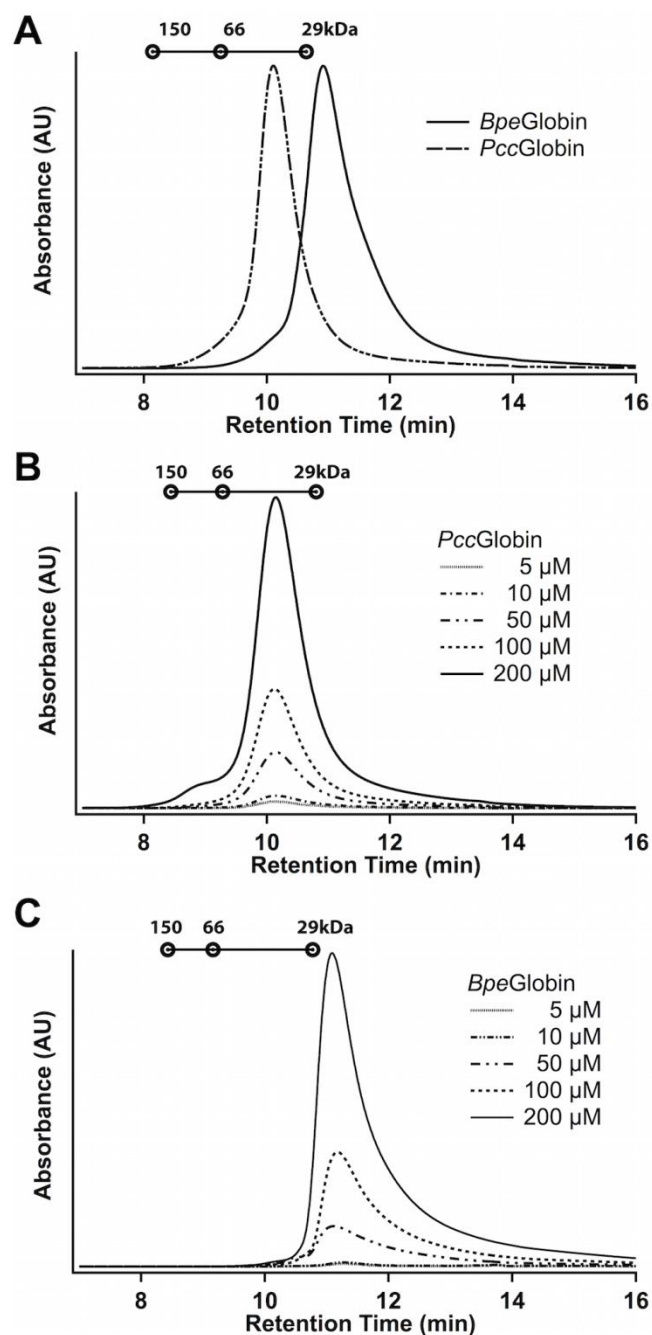 A
150 66 29kDa
Absorbance (AU)
BpeGlobin
PccGlobin
8 10 12 14 16
Retention Time (min)
B
150 66 29kDa
Absorbance (AU)
PccGlobin
5 µM
10 µM
50 µM
100 µM
200 µM
8 10 12 14 16
Retention Time (min)
C
150 66 29kDa
Absorbance (AU)
BpeGlobin
5 µM
10 µM
50 µM
100 µM
200 µM
8 10 12 14 16
Retention Time (min)